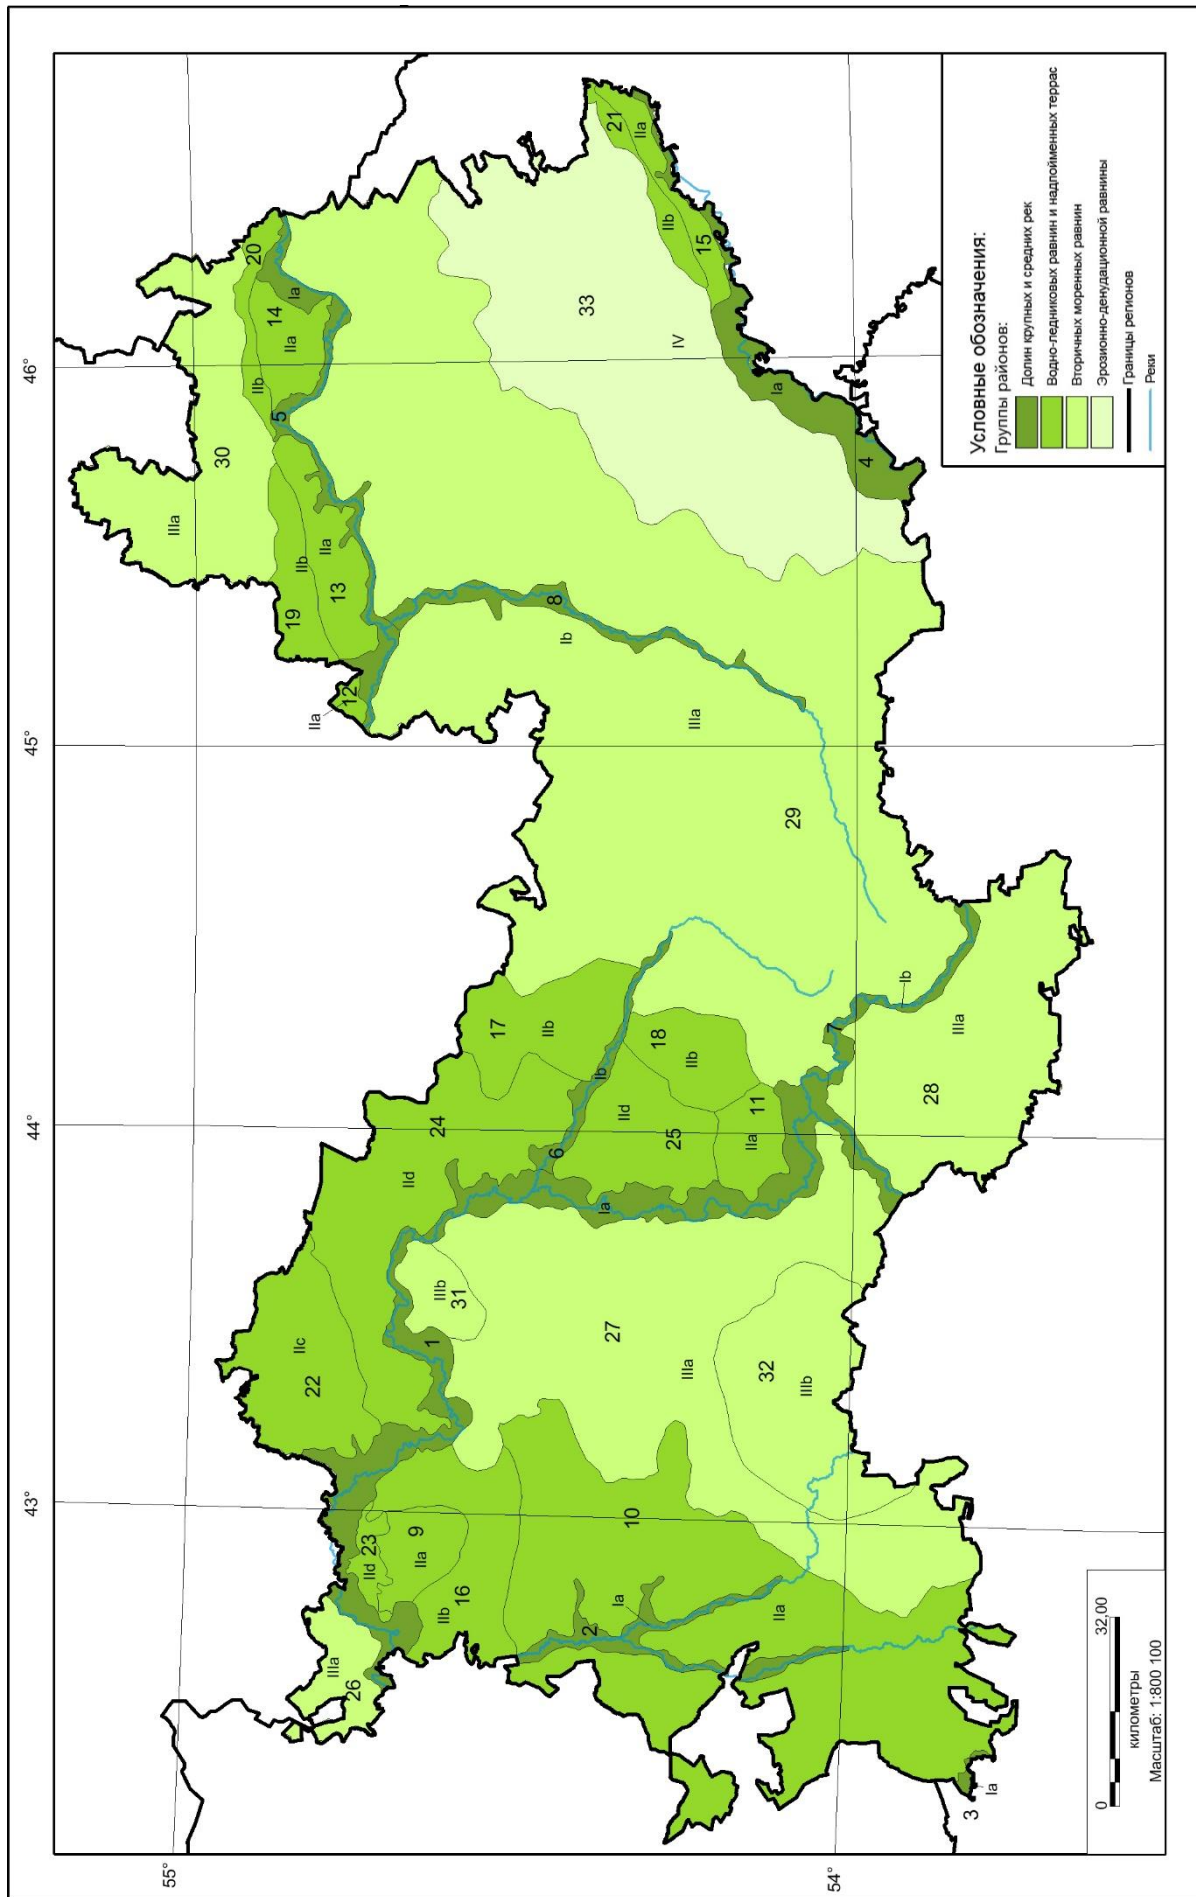 43°
44°
45°
46°
55°
IIIa
30
IIb
14
20
IIa
Ia
5
19
IIb
IIa
13
IIa
12
IIc
22
IIIa
26
IId
23
IIa
9
IIb
16
1
IIIb
31
IId
24
17
IIb
8
Ib
6
Ib
Ia
2
Ia
10
27
IIIa
IId
25
18
IIb
IIIa
29
33
IV
21
IIa
IIb
15
Ia
4
IIa
11
IIa
32
IIIb
7
Ib
28
IIIa
54°
3
Ia
Условные обозначения:
Группы районов:
Долин крупных и средних рек
Водно-ледниковых равнин и надпойменных террас
Вторичных моренных равнин
Эрозионно-денудационной равнины
Границы регионов
Реки
0
32,00
километры
Масштаб: 1:800 100